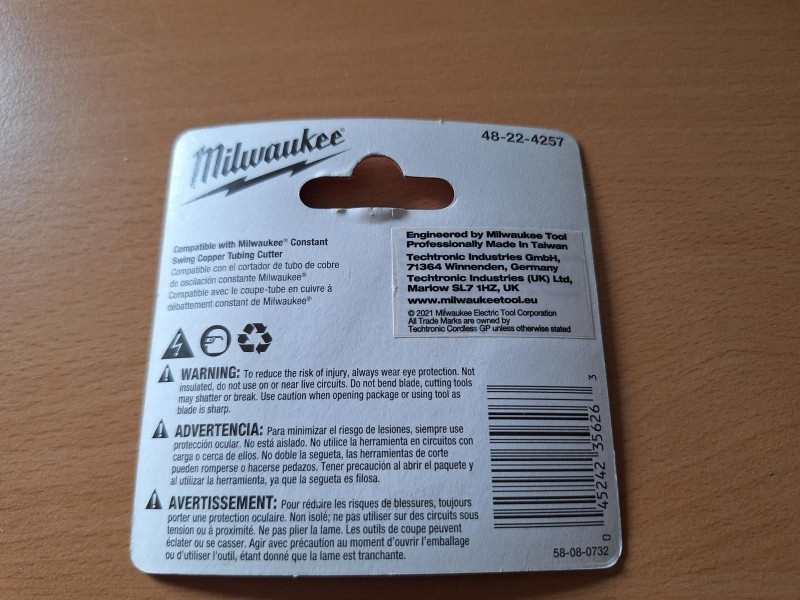 Milwaukee®
48-22-4257
Compatible with Milwaukee® Constant
Swing Copper Tubing Cutter
Compatible con el cortador de tubo de cobre
de oscilación constante Milwaukee®
Compatible avec le coupe-tube en cuivre à
débattement constant de Milwaukee®
Engineered by Milwaukee Tool
Professionally Made In Taiwan
Techtronic Industries GmbH,
71364 Winnenden, Germany
Techtronic Industries (UK) Ltd,
Marlow SL7 1HZ, UK
www.milwaukeetool.eu
© 2021 Milwaukee Electric Tool Corporation
All Trade Marks are owned by
Techtronic Cordless GP unless otherwise stated
WARNING: To reduce the risk of injury, always wear eye protection. Not
insulated, do not use on or near live circuits. Do not bend blade, cutting tools
may shatter or break. Use caution when opening package or using tool as
blade is sharp.
ADVERTENCIA: Para minimizar el riesgo de lesiones, siempre use
protección ocular. No está aislado. No utilice la herramienta en circuitos con
carga o cerca de ellos. No doble la segueta, las herramientas de corte
pueden romperse o hacerse pedazos. Tener precaución al abrir el paquete y
al utilizar la herramienta, ya que la segueta es filosa.
AVERTISSEMENT: Pour réduire les risques de blessures, toujours
porter une protection oculaire. Non isolé; ne pas utiliser sur des circuits sous
tension ou à proximité. Ne pas plier la lame. Les outils de coupe peuvent
éclater ou se casser. Agir avec précaution au moment d'ouvrir l'emballage
ou d'utiliser l'outil, étant donné que la lame est tranchante.
0 45242 35626 3
58-08-0732